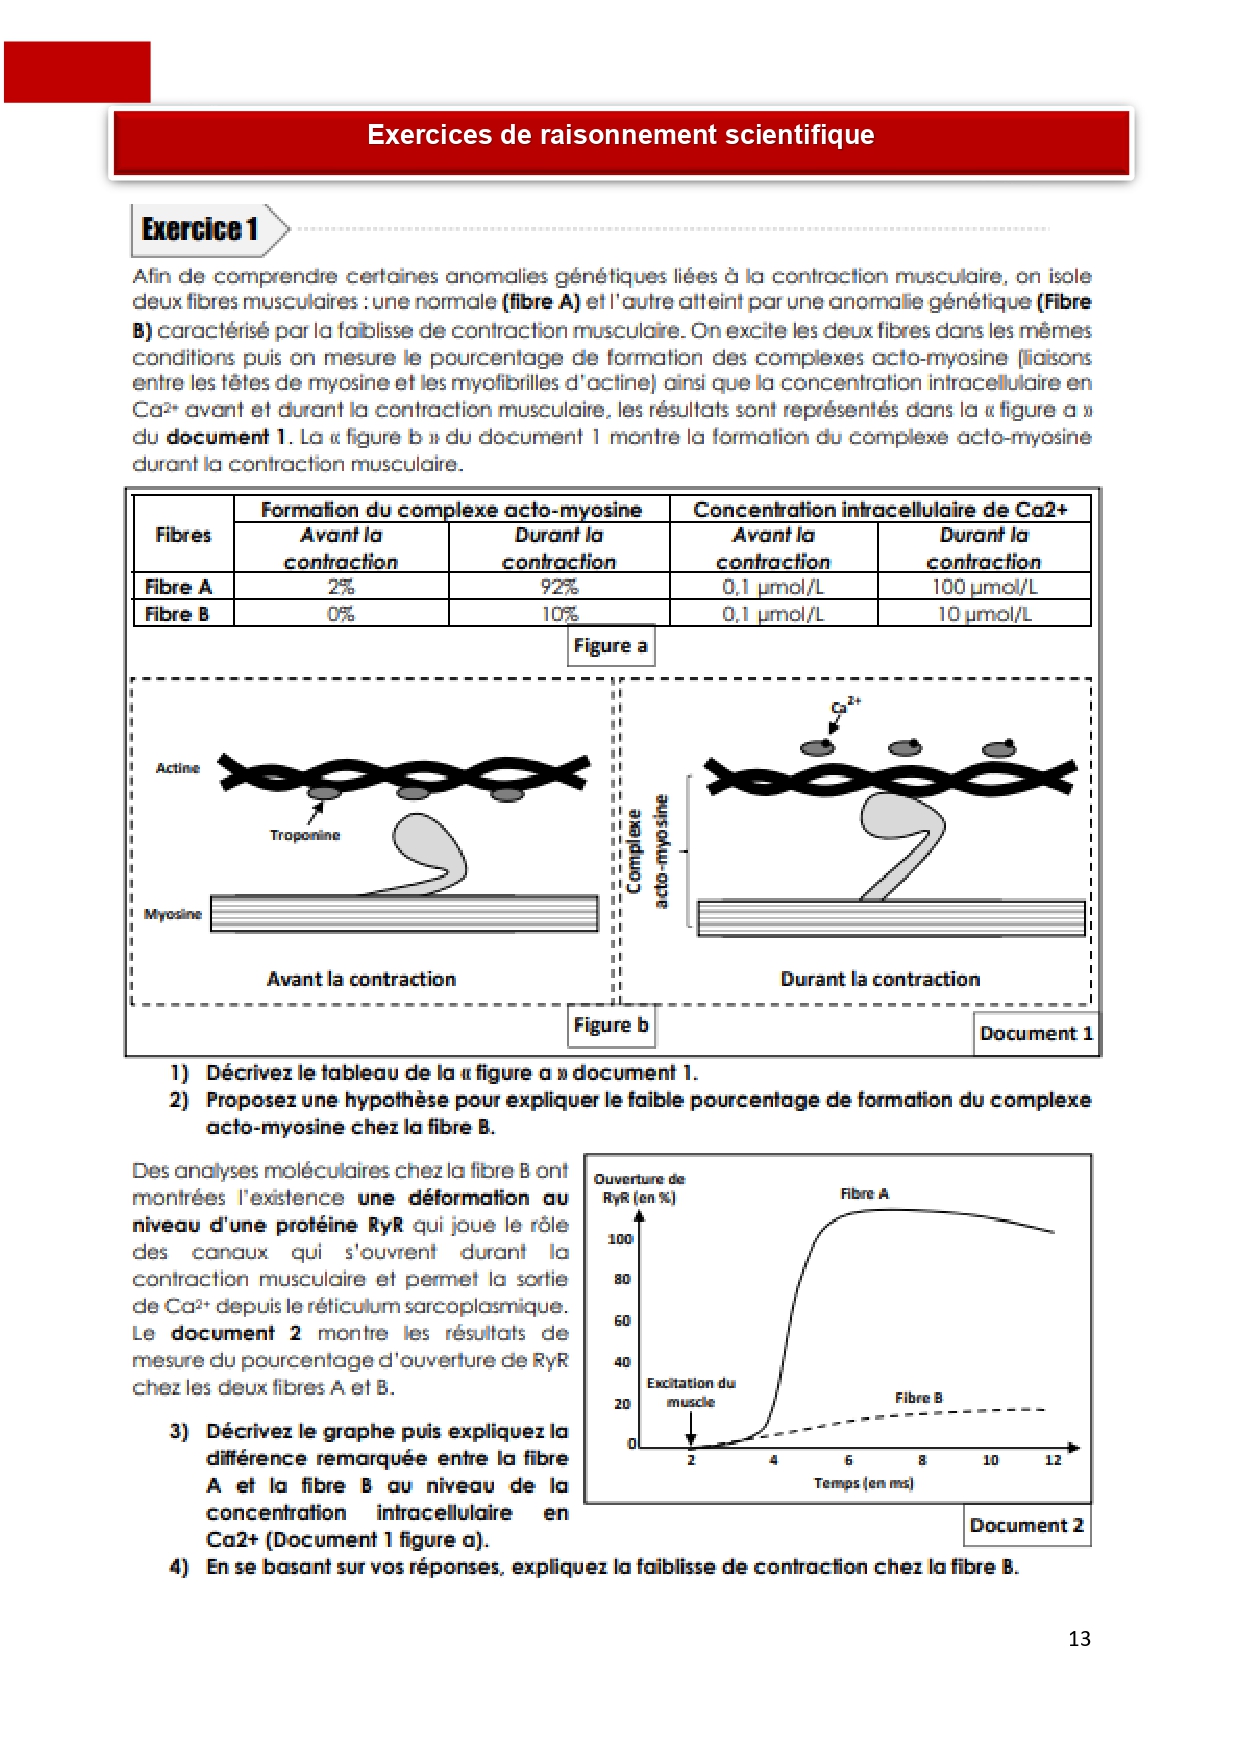 Exercices de raisonnement scientifique
Exercice 1
Afin de comprendre certaines anomalies génétiques liées à la contraction musculaire, on isole
deux fibres musculaires : une normale (fibre A) et l'autre atteint par une anomalie génétique (Fibre
B) caractérisé par la faiblisse de contraction musculaire. On excite les deux fibres dans les mêmes
conditions puis on mesure le pourcentage de formation des complexes acto-myosine (liaisons
entre les têtes de myosine et les myofibrilles d'actine) ainsi que la concentration intracellulaire en
Ca²⁺ avant et durant la contraction musculaire, les résultats sont représentés dans la « figure a »
du document 1. La « figure b » du document 1 montre la formation du complexe acto-myosine
durant la contraction musculaire.
Fibres
Formation du complexe acto-myosine
Concentration intracellulaire de Ca2+
Avant la contraction
Durant la contraction
Avant la contraction
Durant la contraction
Fibre A 2% 92% 0,1 µmol/L 100 µmol/L
Fibre B 0% 10% 0,1 µmol/L 10 µmol/L
Figure a
Actine
Troponine
Myosine
Avant la contraction
Ca²⁺
Complexe
acto-myosine
Durant la contraction
Figure b
Document 1
1) Décrivez le tableau de la « figure a » document 1.
2) Proposez une hypothèse pour expliquer le faible pourcentage de formation du complexe
acto-myosine chez la fibre B.
Des analyses moléculaires chez la fibre B ont
montrées l'existence une déformation au
niveau d'une protéine RyR qui joue le rôle
des canaux qui s'ouvrent durant la
contraction musculaire et permet la sortie
de Ca²⁺ depuis le réticulum sarcoplasmique.
Le document 2 montre les résultats de
mesure du pourcentage d'ouverture de RyR
chez les deux fibres A et B.
3) Décrivez le graphe puis expliquez la
différence remarquée entre la fibre
A et la fibre B au niveau de la
concentration intracellulaire en
Ca2+ (Document 1 figure a).
Ouverture de
RyR (en %)
Fibre A
100
80
60
40
20
0
Excitation du
muscle
Fibre B
2 4 6 8 10 12
Temps (en ms)
Document 2
4) En se basant sur vos réponses, expliquez la faiblisse de contraction chez la fibre B.
13